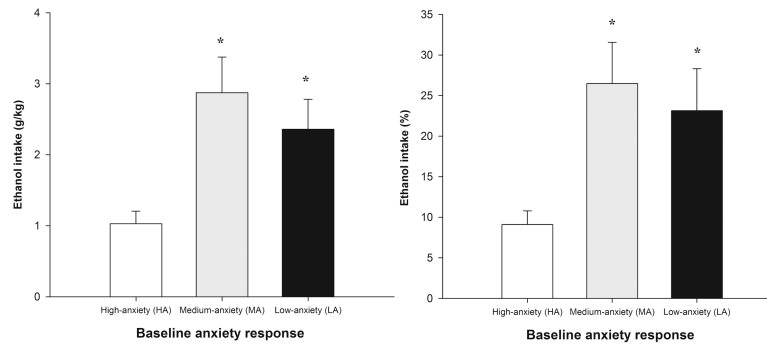 Ethanol intake (g/kg)
4
3
2
1
0
*
*
High-anxiety (HA) Medium-anxiety (MA) Low-anxiety (LA)
Baseline anxiety response
Ethanol intake (%)
35
30
25
20
15
10
5
0
*
*
High-anxiety (HA) Medium-anxiety (MA) Low-anxiety (LA)
Baseline anxiety response